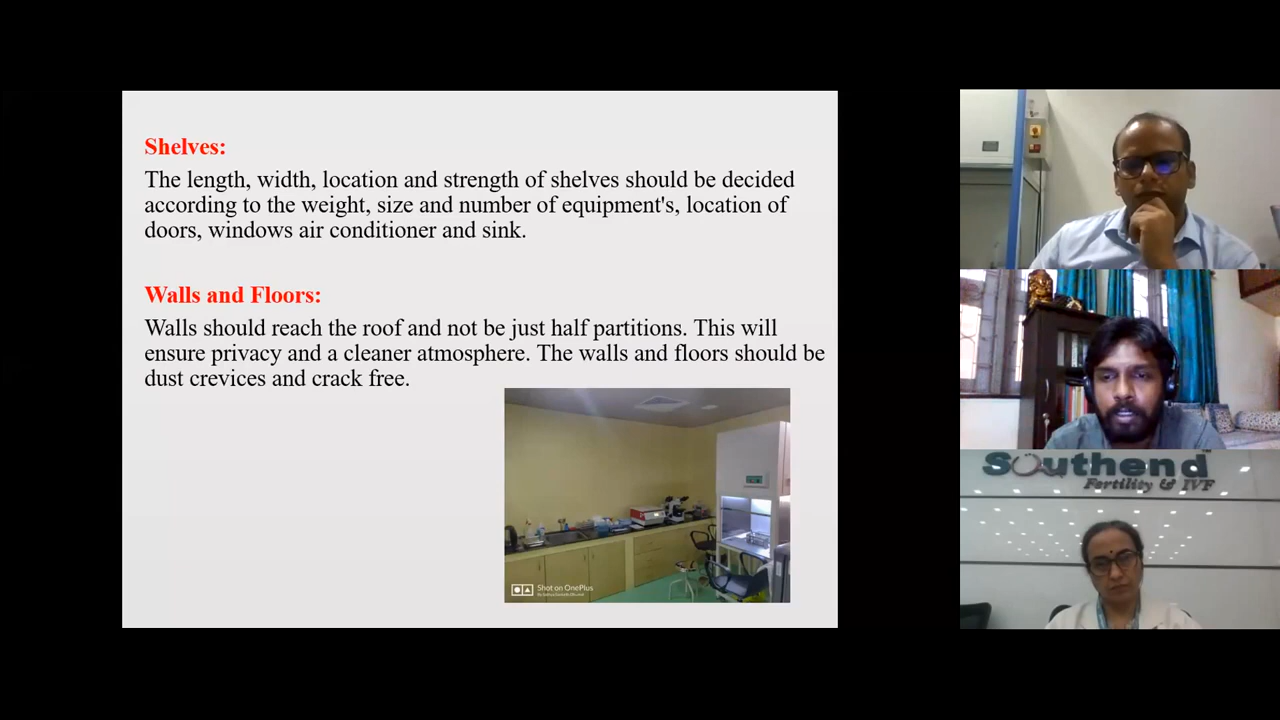 Shelves:
The length, width, location and strength of shelves should be decided
according to the weight, size and number of equipment's, location of
doors, windows air conditioner and sink.
Walls and Floors:
Walls should reach the roof and not be just half partitions. This will
ensure privacy and a cleaner atmosphere. The walls and floors should be
dust crevices and crack free.
Shot on OnePlus
Southend
Fertility & IVF